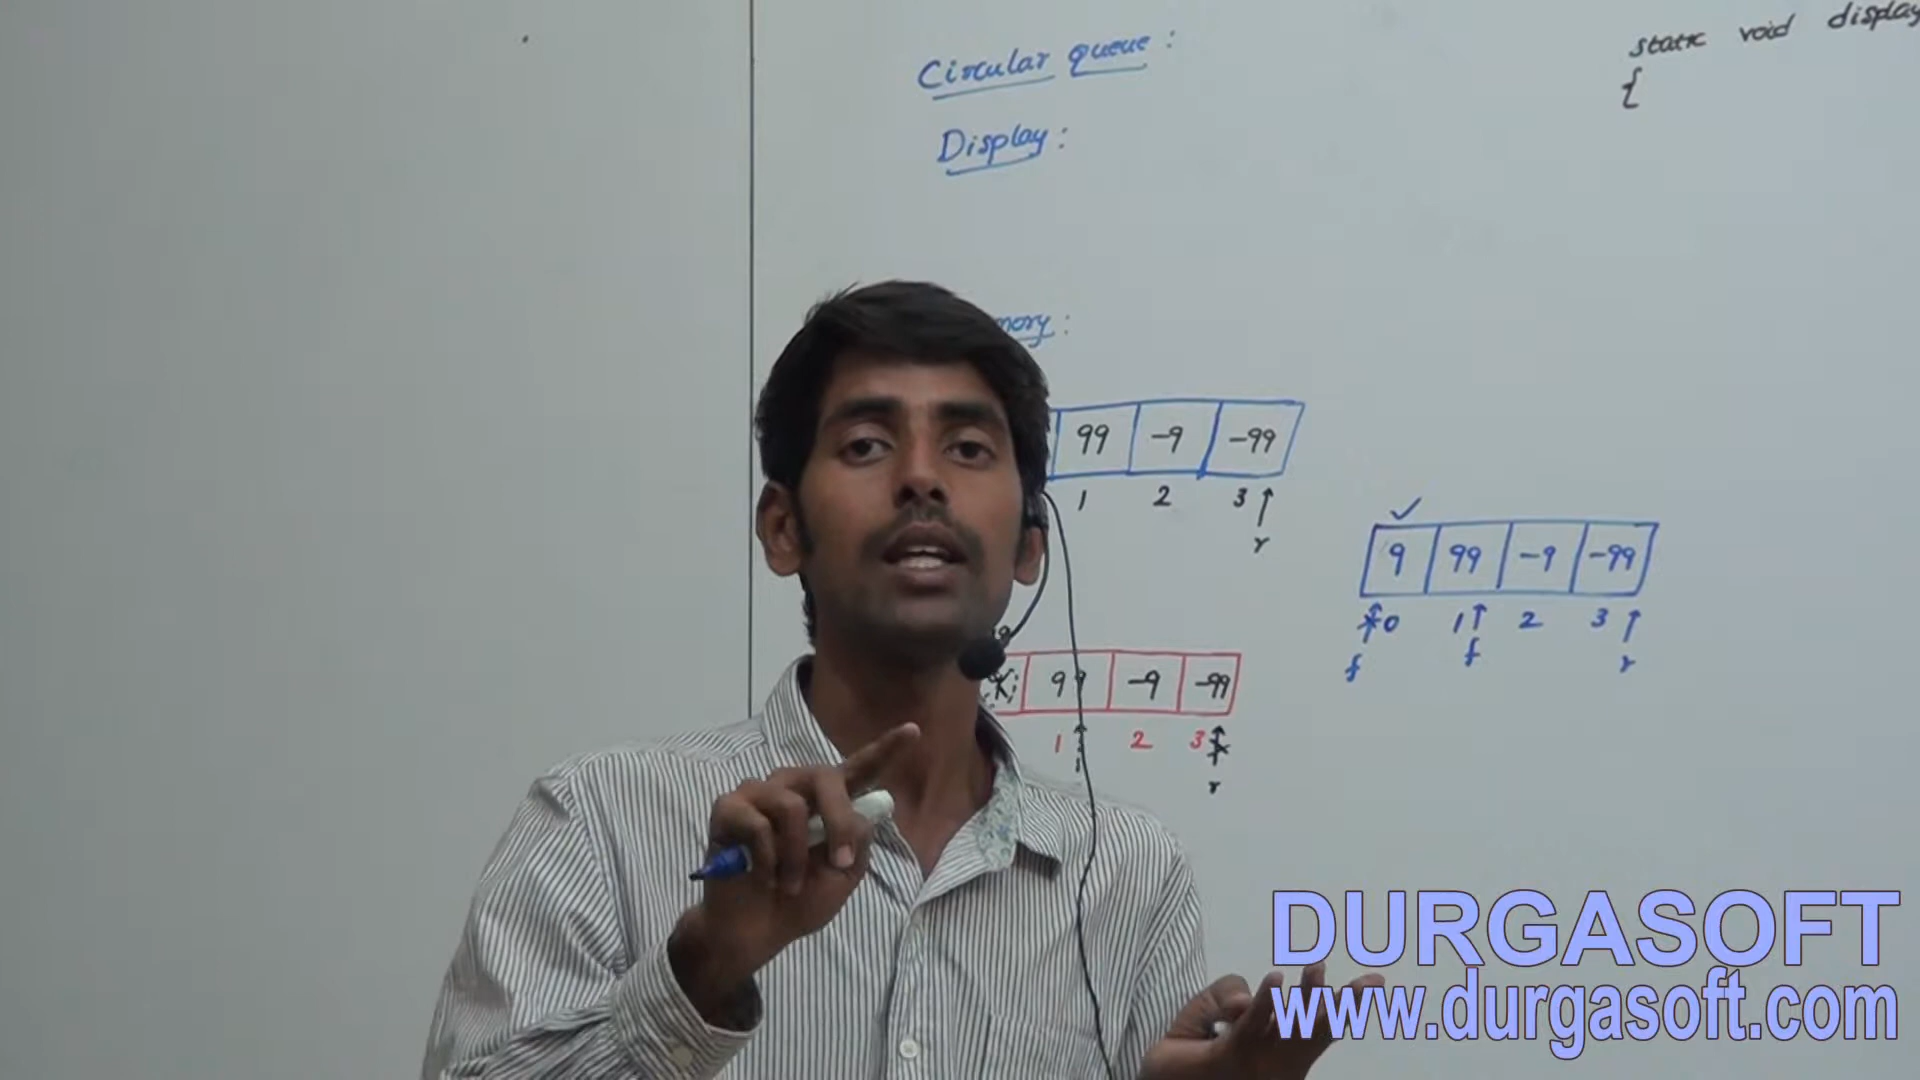 Circular queue :
Display :
static void display
{
99 -9 -99
1 2 3
r
9 99 -9 -99
0 1 2 3
f f r
99 -9 -99
1 2 3
i r
DURGASOFT
www.durgasoft.com